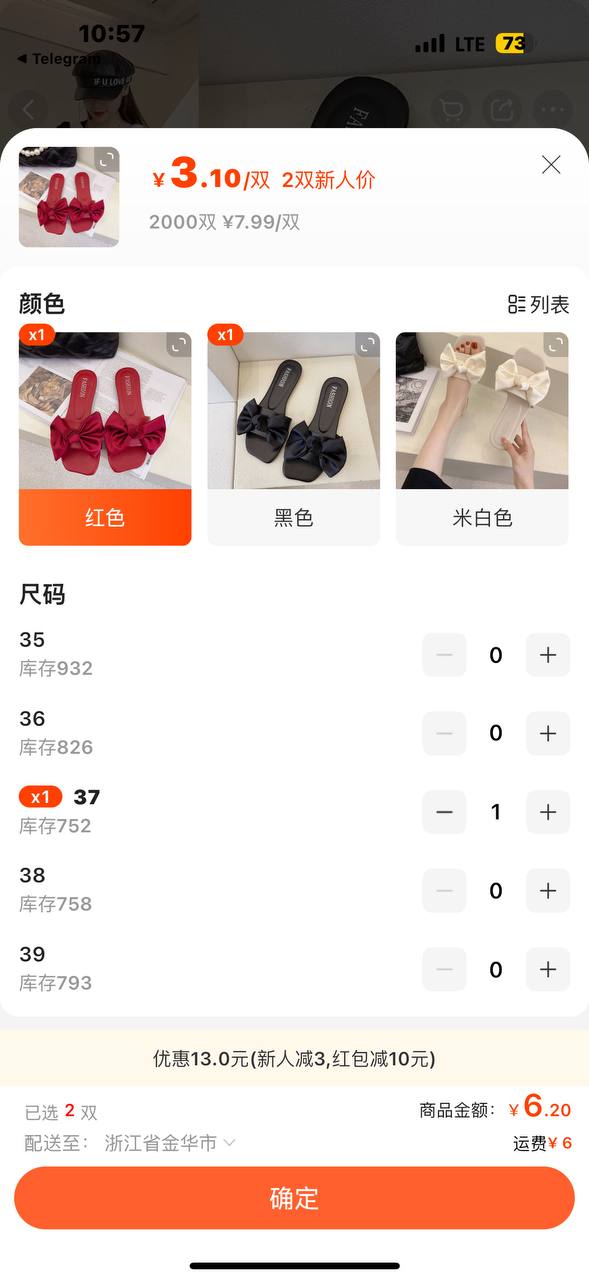 10:57
LTE 73
◀ Telegram
IF U LOVE
FA
¥3.10/双 2双新人价
2000双 ¥7.99/双
颜色
列表
x1
x1
FASHION
FASHION
FASHION
FASHION
红色
黑色
米白色
尺码
35
库存932
0
36
库存826
0
x1 37
库存752
1
38
库存758
0
39
库存793
0
优惠13.0元(新人减3,红包减10元)
已选 2 双
商品金额: ¥6.20
配送至: 浙江省金华市
运费¥6
确定